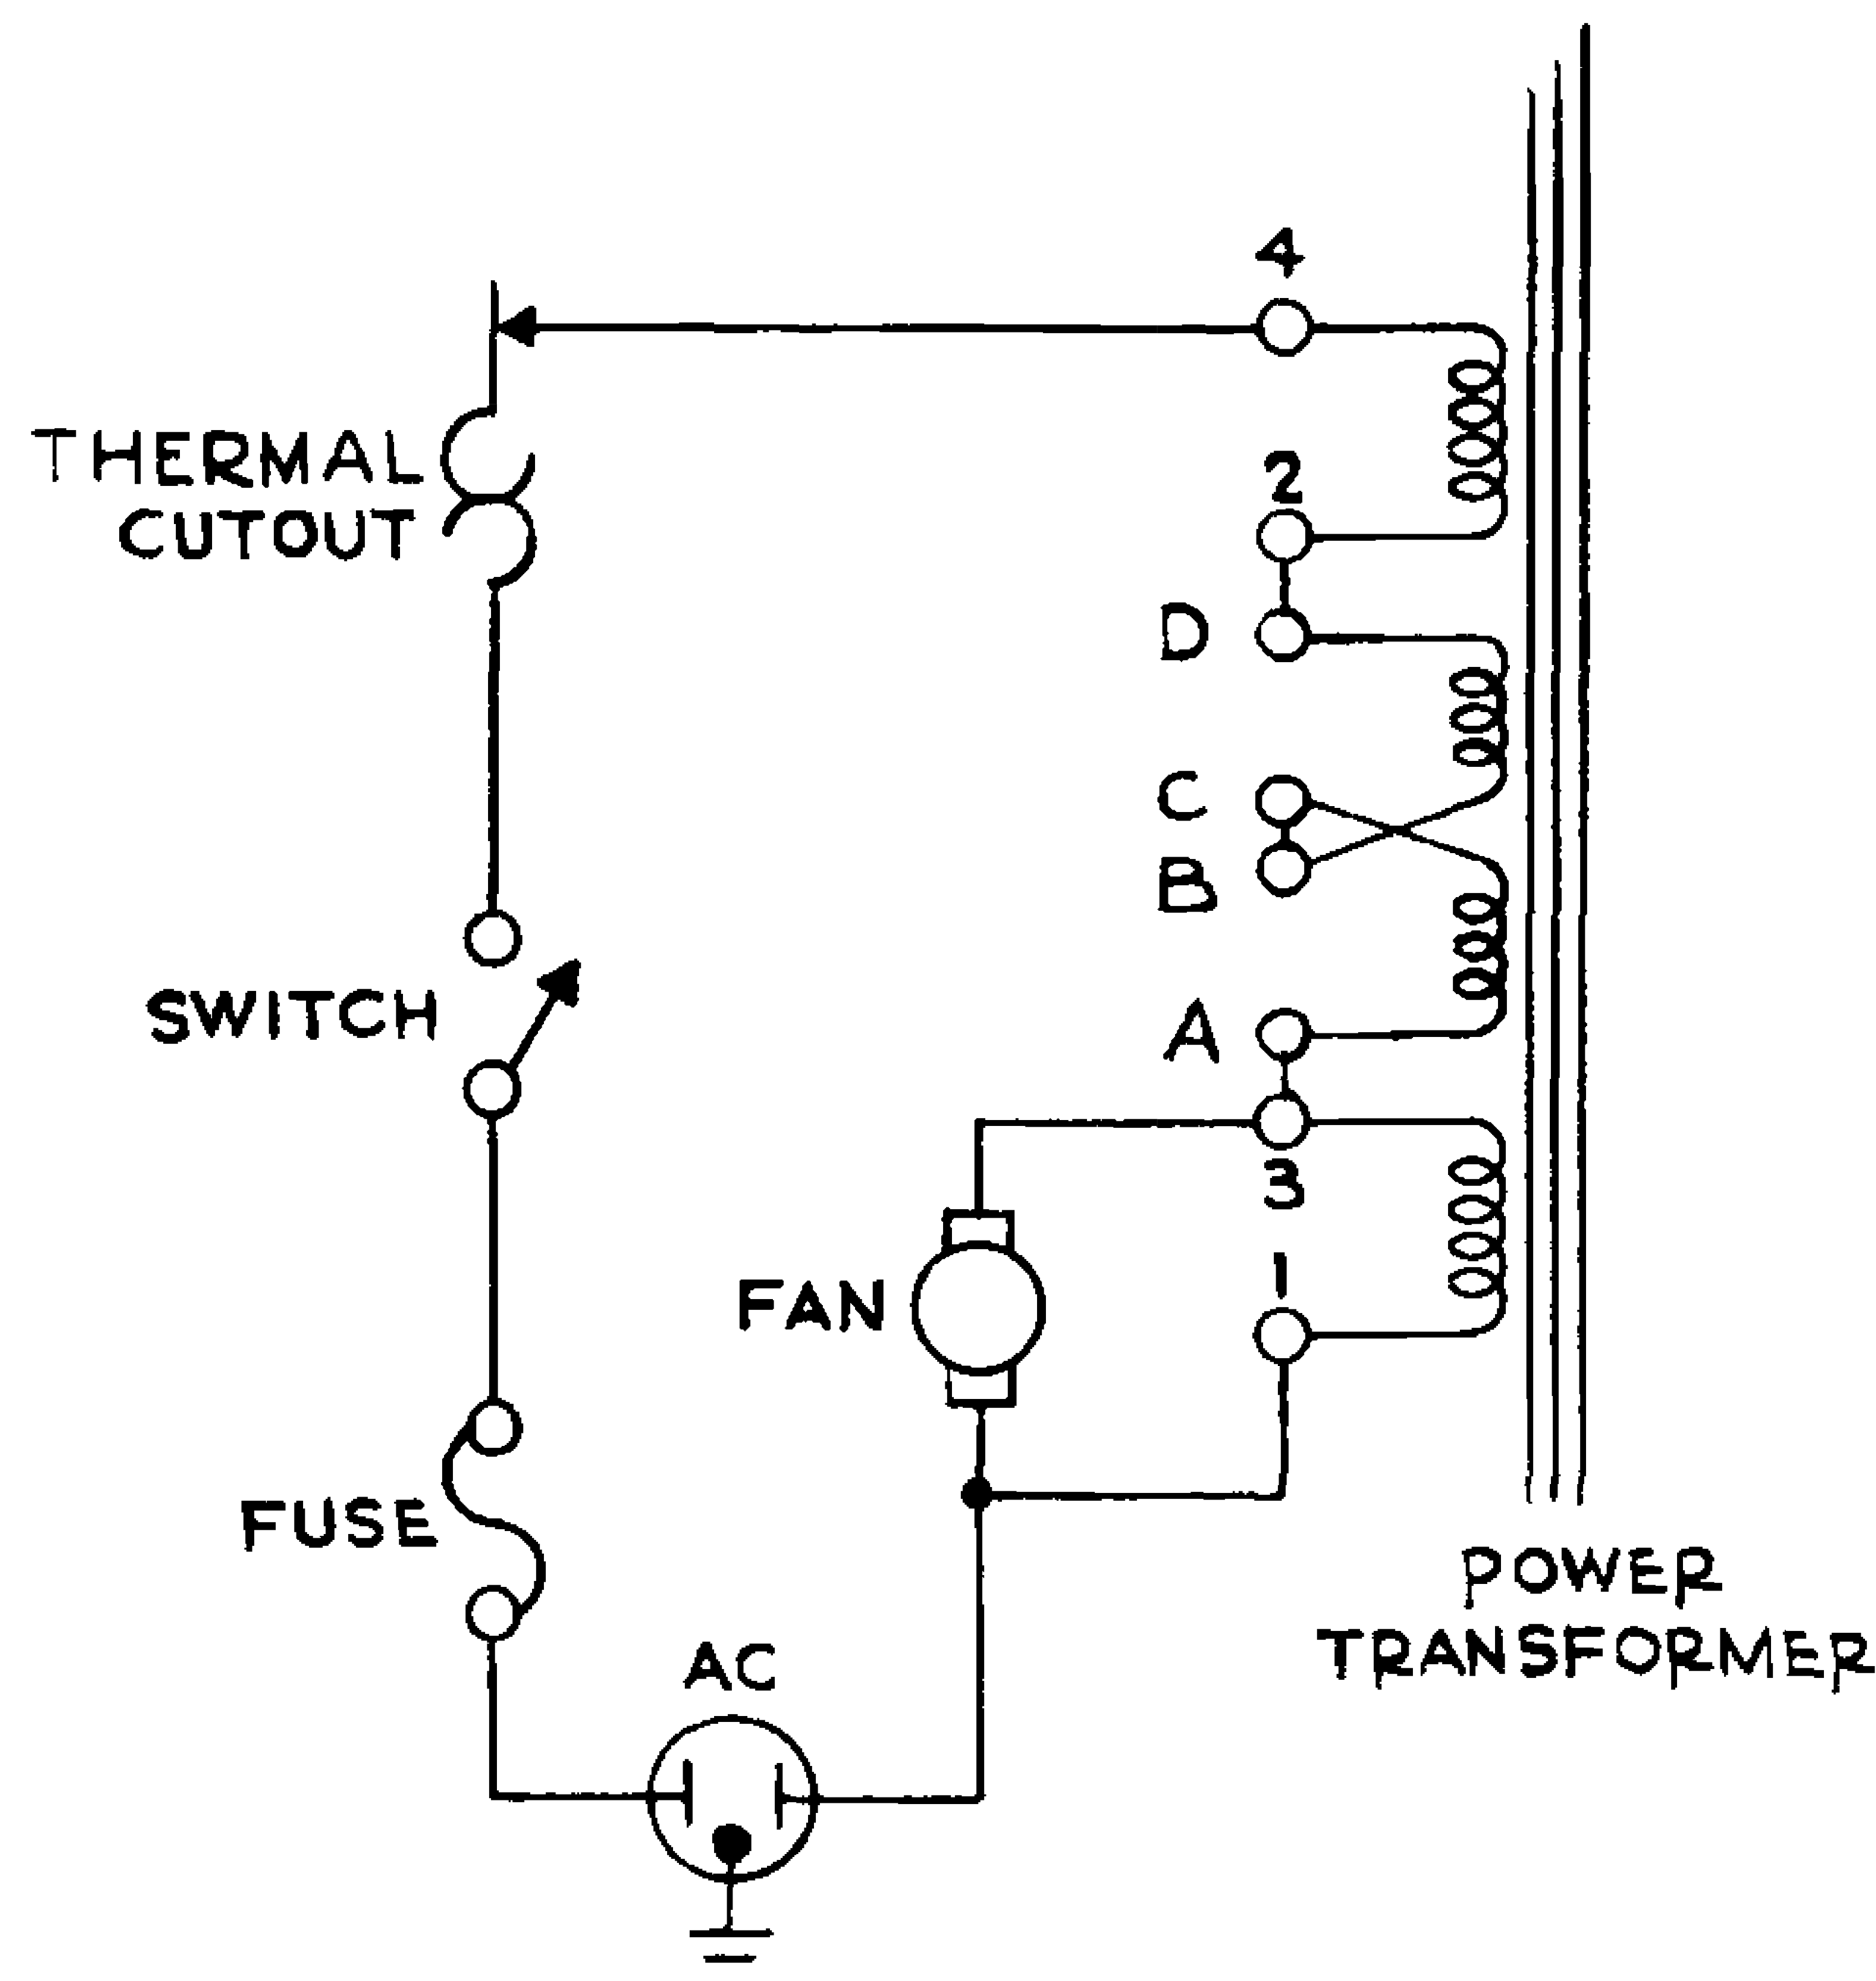 4
THERMAL
CUTOUT
2
D
C
B
SWITCH
A
3
FAN
1
FUSE
POWER
TRANSFORMER
AC